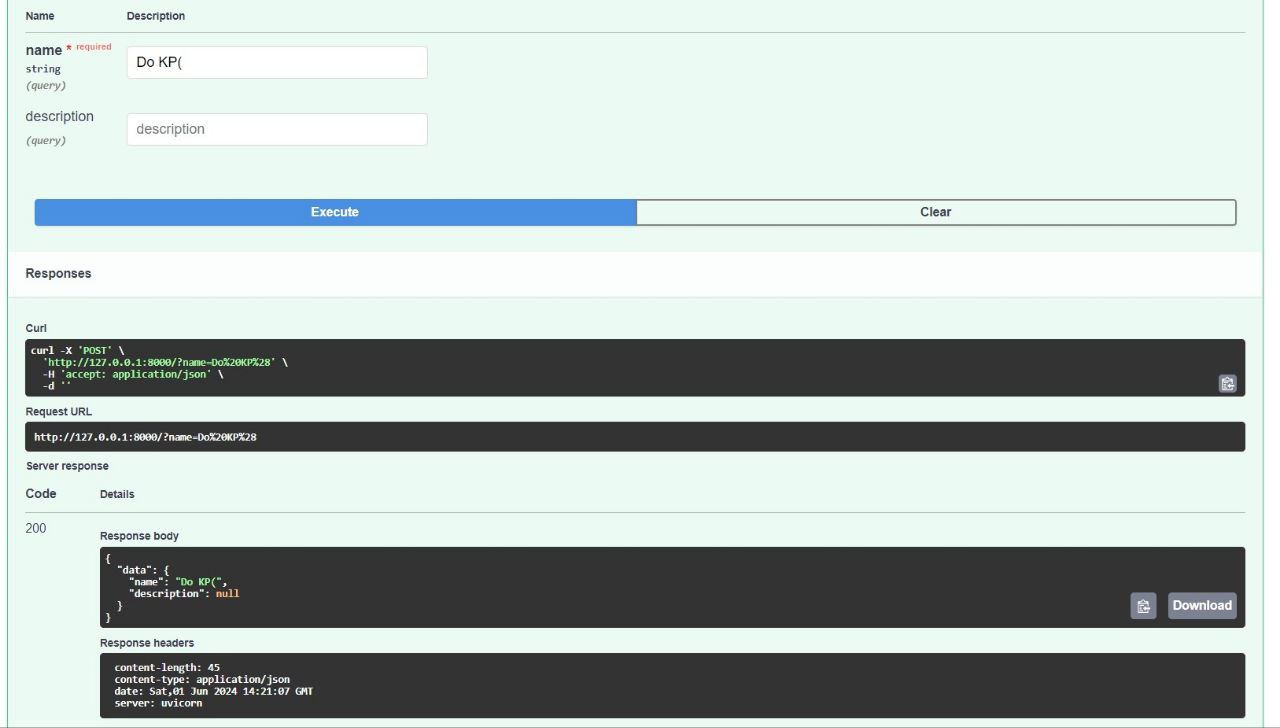 Name Description
name * required
string
(query)
Do KP(
description
(query)
description
Execute Clear
Responses
Curl
curl -X 'POST' \
'http://127.0.0.1:8000/?name=Do%20KP%28' \
-H 'accept: application/json' \
-d ''
Request URL
http://127.0.0.1:8000/?name=Do%20KP%28
Server response
Code Details
200
Response body
{
"data": {
"name": "Do KP(",
"description": null
}
}
Download
Response headers
content-length: 45
content-type: application/json
date: Sat,01 Jun 2024 14:21:07 GMT
server: uvicorn